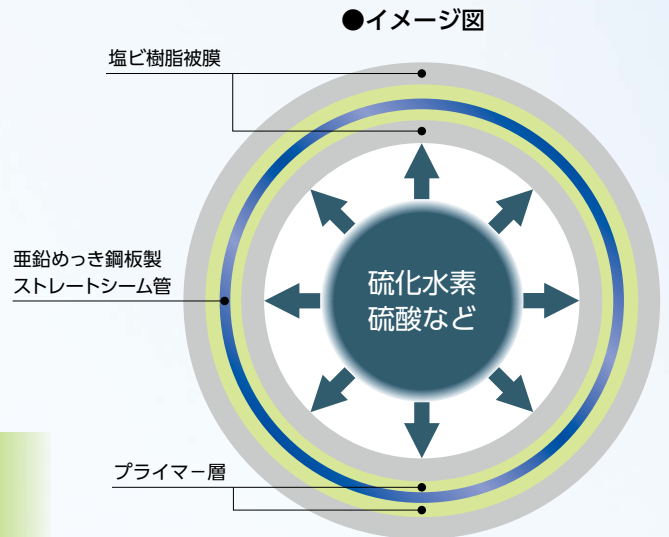 ●イメージ図
塩ビ樹脂被膜
亜鉛めっき鋼板製
ストレートシーム管
硫化水素
硫酸など
プライマー層